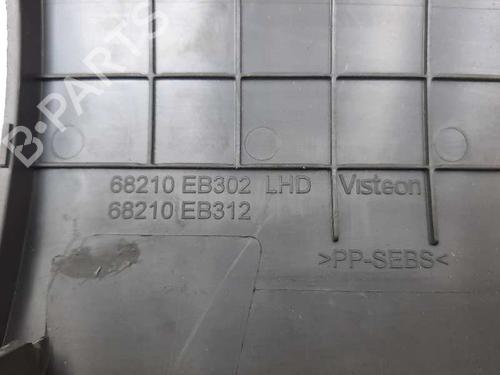 B-PARTS
68210 EB302 LHD Visteon
68210 EB312
>PP-SEBS<